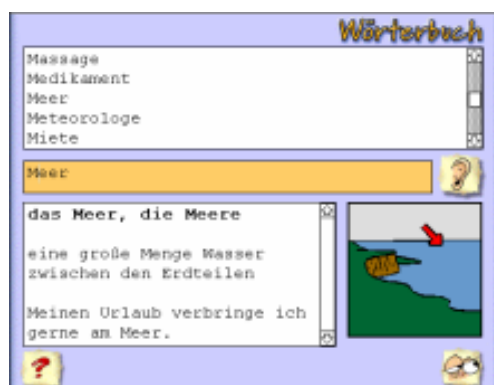 Wörterbuch
Massage
Medikament
Meer
Meteorologe
Miete
Meer
das Meer, die Meere
eine große Menge Wasser
zwischen den Erdteilen
Meinen Urlaub verbringe ich
gerne am Meer.
?